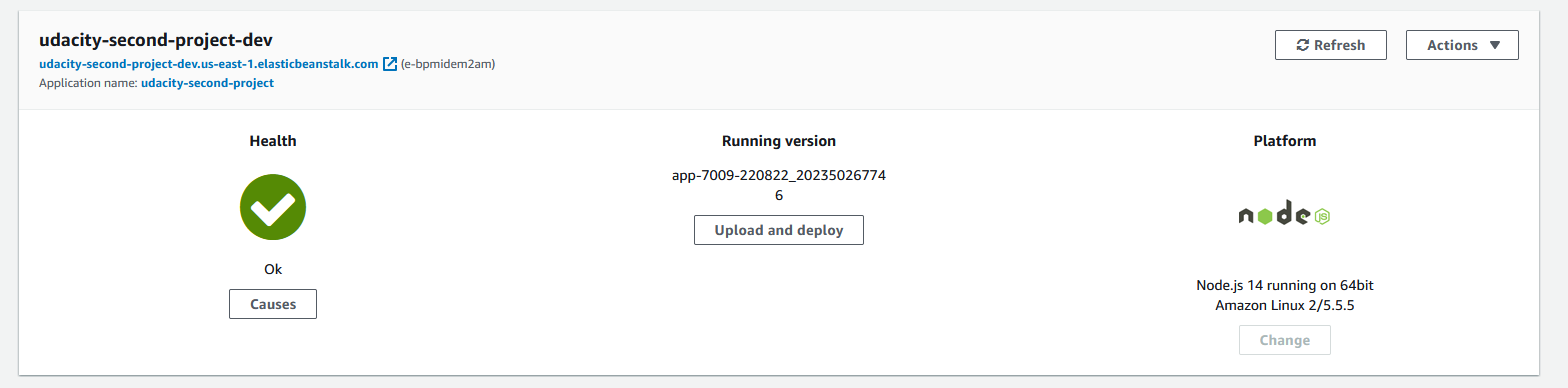 udacity-second-project-dev
Refresh
Actions
udacity-second-project-dev.us-east-1.elasticbeanstalk.com (e-bpmidem2am)
Application name: udacity-second-project
Health
Running version
Platform
app-7009-220822_20235026774
6
Upload and deploy
node JS
Ok
Node.js 14 running on 64bit
Amazon Linux 2/5.5.5
Causes
Change